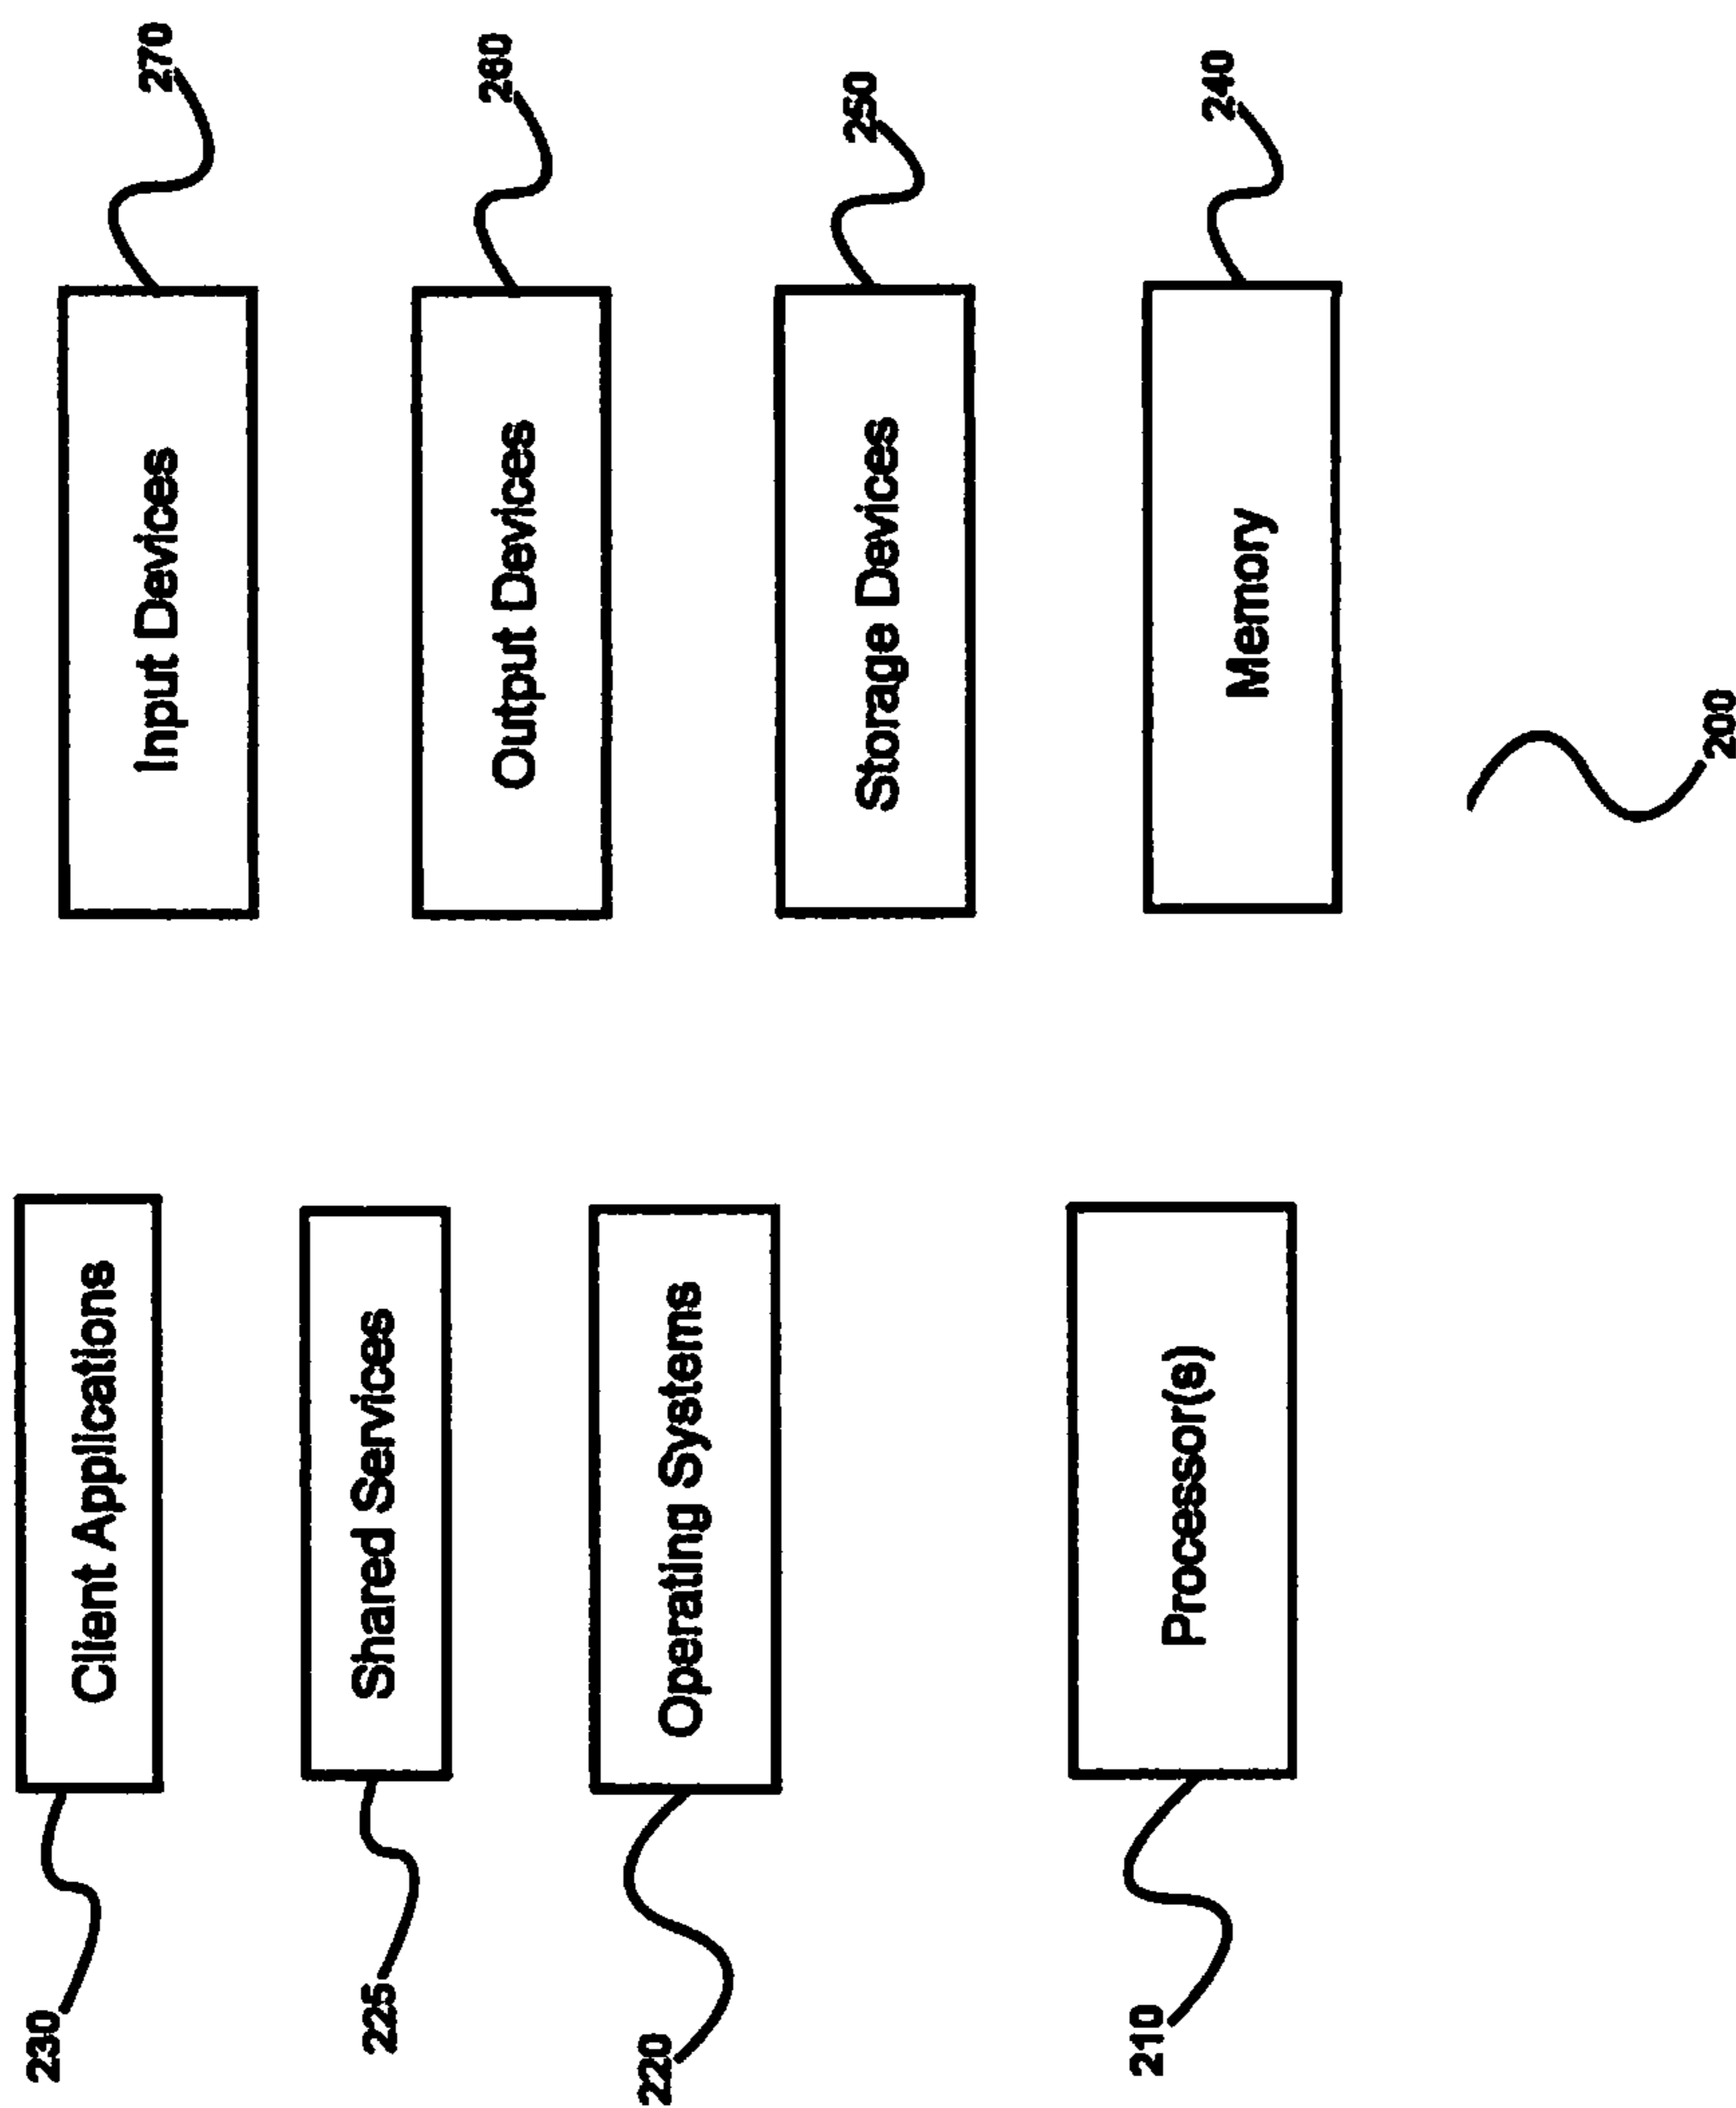 230
Client Applications
Input Devices
270
225
Shared Services
Output Devices
260
220
Operating Systems
Storage Devices
250
210
Processor(s)
Memory
240
200